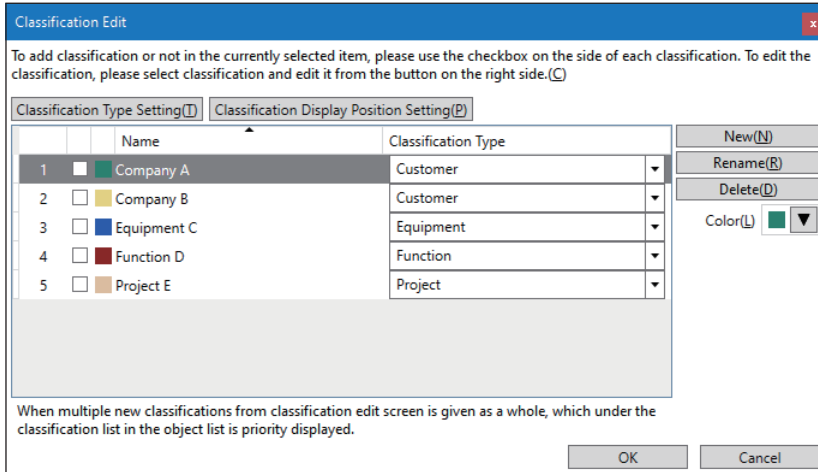 Classification Edit
x
To add classification or not in the currently selected item, please use the checkbox on the side of each classification. To edit the
classification, please select classification and edit it from the button on the right side.(C)
Classification Type Setting(T) Classification Display Position Setting(P)
Name Classification Type
New(N)
1 Company A Customer
Rename(R)
2 Company B Customer
Delete(D)
3 Equipment C Equipment
Color(L)
4 Function D Function
5 Project E Project
When multiple new classifications from classification edit screen is given as a whole, which under the
classification list in the object list is priority displayed.
OK Cancel